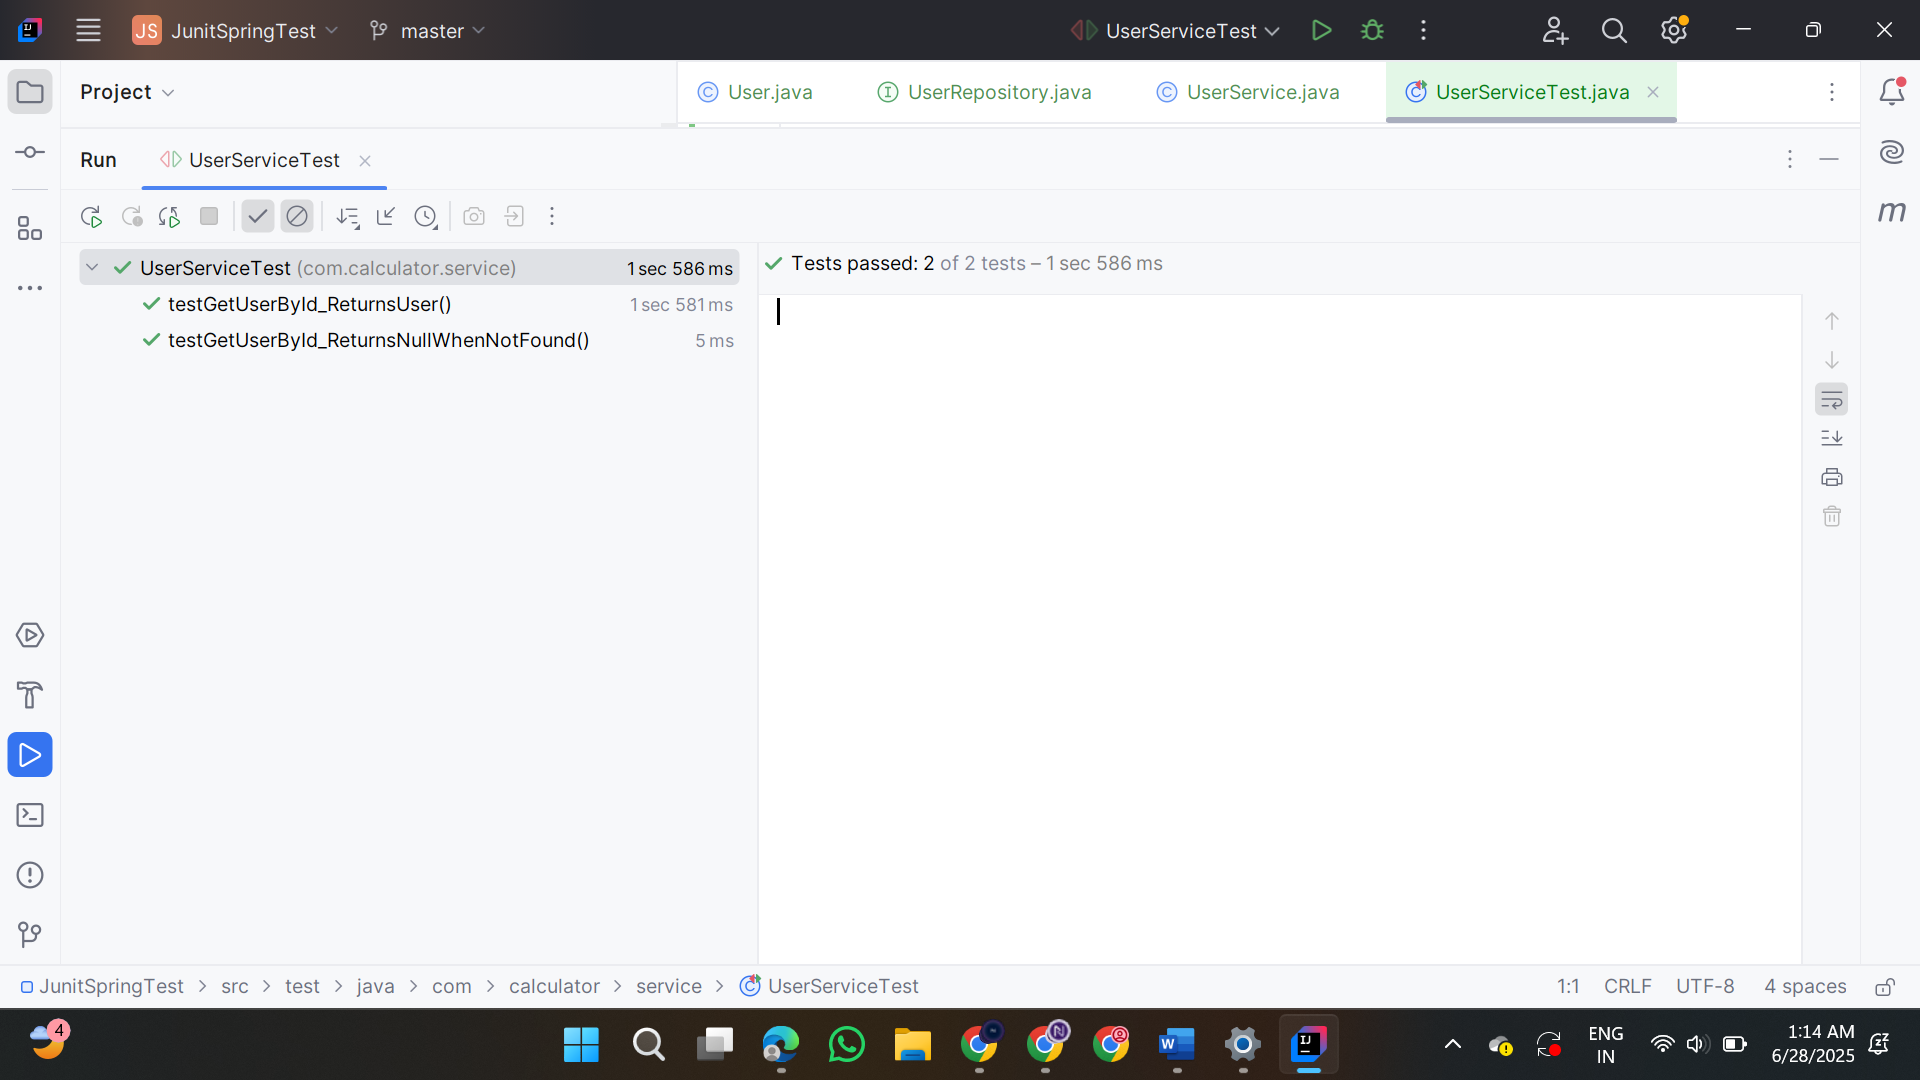 JS JunitSpringTest master UserServiceTest
Project User.java UserRepository.java UserService.java UserServiceTest.java
Run UserServiceTest
UserServiceTest (com.calculator.service) 1 sec 586 ms
testGetUserById_ReturnsUser() 1 sec 581 ms
testGetUserById_ReturnsNullWhenNotFound() 5 ms
Tests passed: 2 of 2 tests – 1 sec 586 ms
JunitSpringTest > src > test > java > com > calculator > service > UserServiceTest 1:1 CRLF UTF-8 4 spaces
4 ENG 1:14 AM
IN 6/28/2025